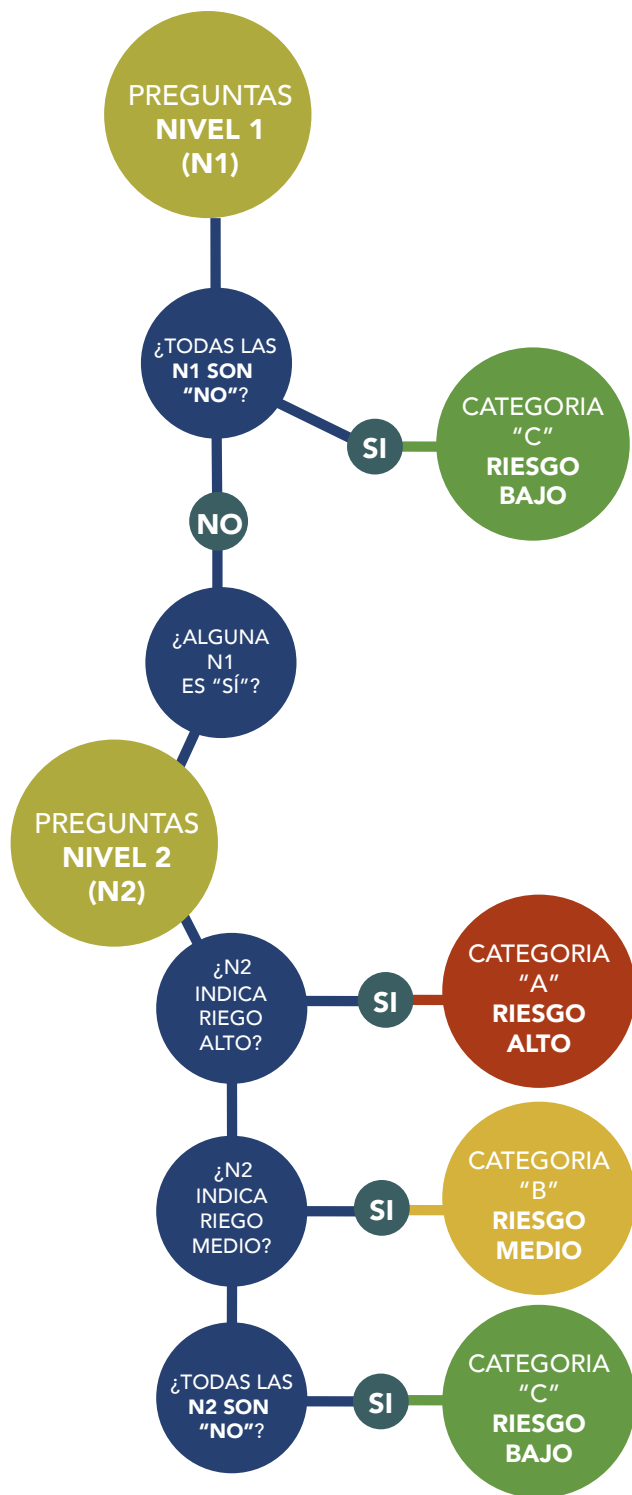 PREGUNTAS
NIVEL 1
(N1)
¿TODAS LAS
N1 SON
“NO”?
SI
CATEGORIA
“C”
RIESGO
BAJO
NO
¿ALGUNA
N1
ES “SÍ”?
PREGUNTAS
NIVEL 2
(N2)
¿N2
INDICA
RIEGO
ALTO?
SI
CATEGORIA
“A”
RIESGO
ALTO
¿N2
INDICA
RIEGO
MEDIO?
SI
CATEGORIA
“B”
RIESGO
MEDIO
¿TODAS LAS
N2 SON
“NO”?
SI
CATEGORIA
“C”
RIESGO
BAJO